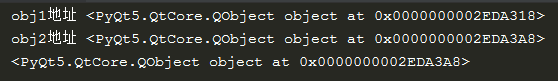 obj1地址 <PyQt5.QtCore.QObject object at 0x0000000002EDA318>
obj2地址 <PyQt5.QtCore.QObject object at 0x0000000002EDA3A8>
<PyQt5.QtCore.QObject object at 0x0000000002EDA3A8>